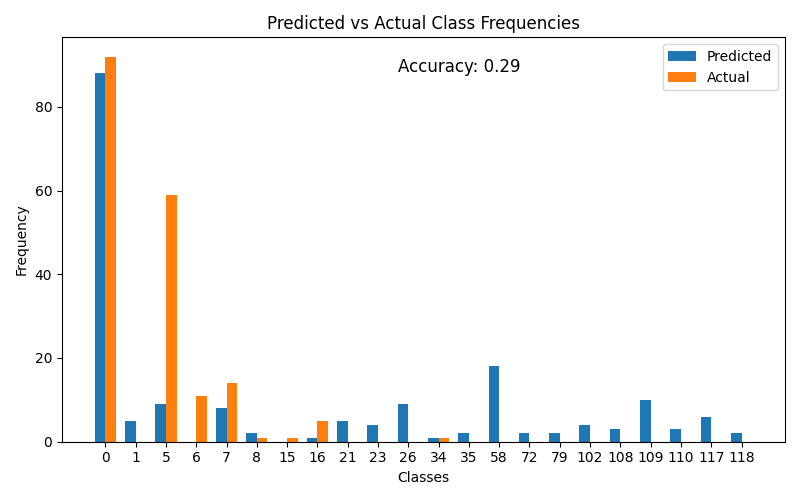 Predicted vs Actual Class Frequencies
Accuracy: 0.29
Predicted
Actual
Frequency
80
60
40
20
0
0 1 5 6 7 8 15 16 21 23 26 34 35 58 72 79 102 108 109 110 117 118
Classes